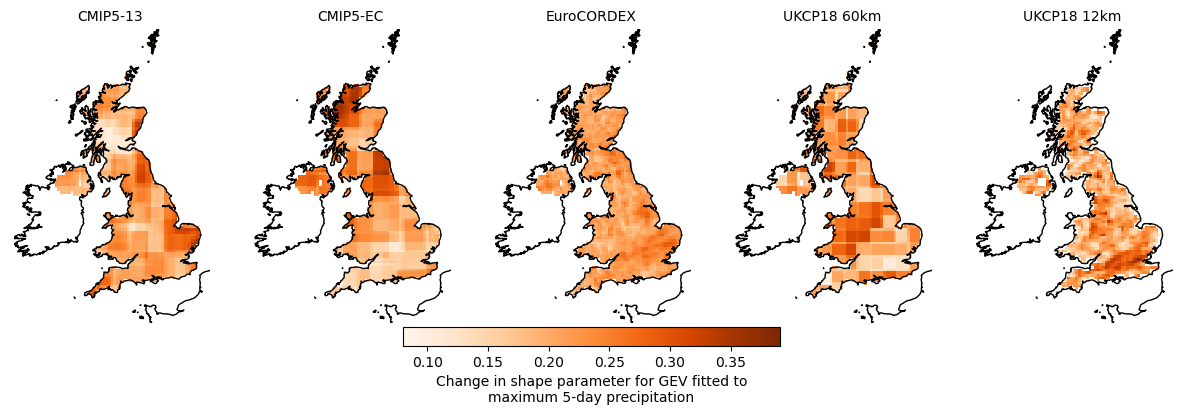 CMIP5-13
CMIP5-EC
EuroCORDEX
UKCP18 60km
UKCP18 12km
0.10
0.15
0.20
0.25
0.30
0.35
Change in shape parameter for GEV fitted to
maximum 5-day precipitation